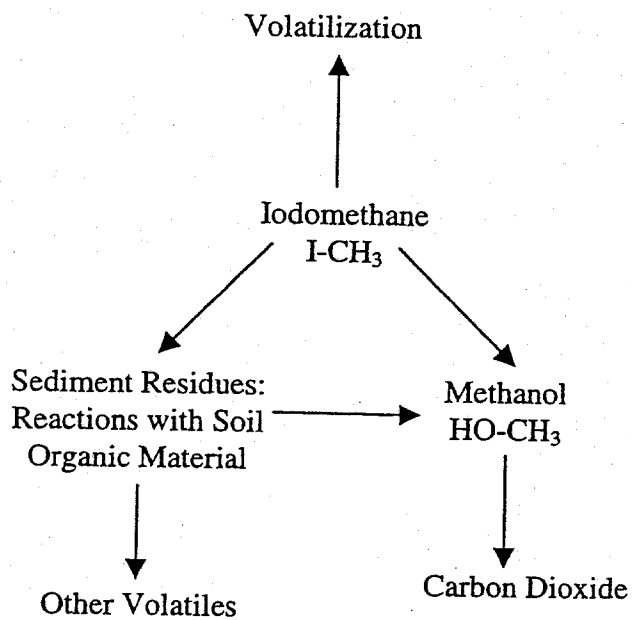 Volatilization
Iodomethane
I-CH₃
Sediment Residues:
Reactions with Soil
Organic Material
Methanol
HO-CH₃
Other Volatiles
Carbon Dioxide